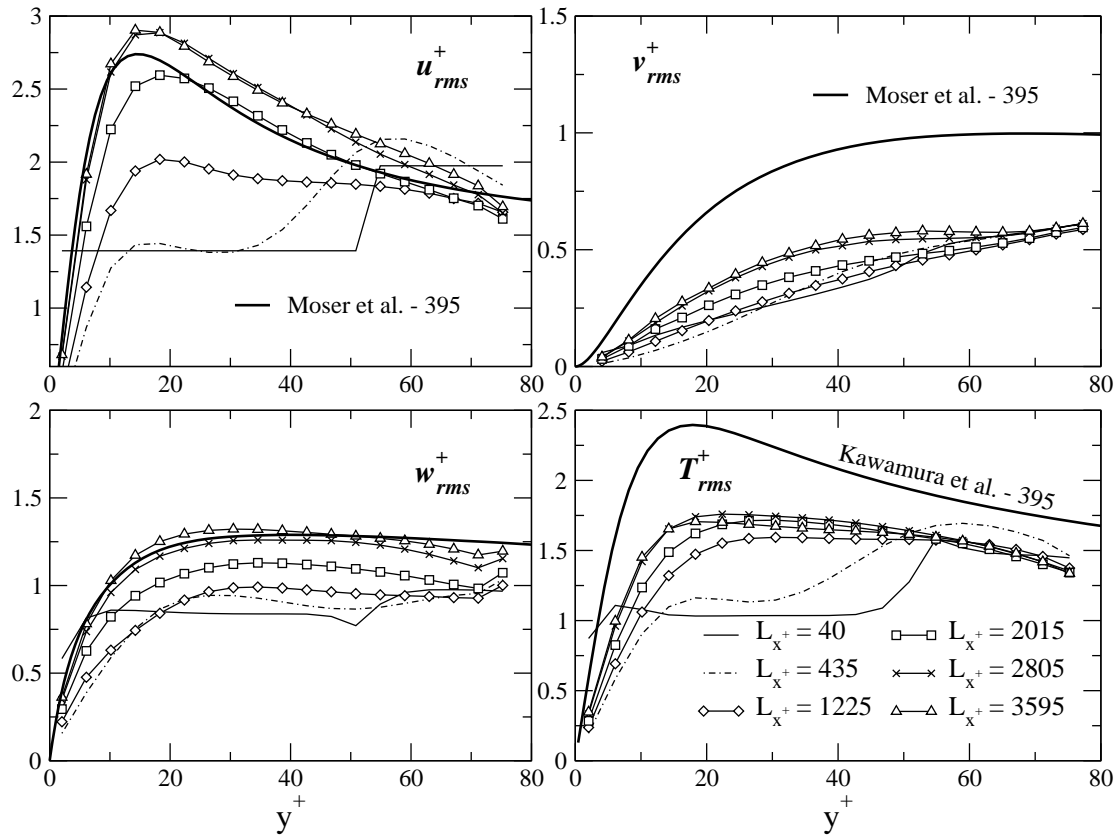 3
2.5
2
1.5
1
0 20 40 60 80
u+rms
Moser et al. - 395
1.5
1
0.5
0
0 20 40 60 80
v+rms
Moser et al. - 395
2
1.5
1
0.5
0
0 20 40 60 80
w+rms
y+
2.5
2
1.5
1
0.5
0
0 20 40 60 80
T+rms
Kawamura et al. - 395
Lx+ = 40
Lx+ = 435
Lx+ = 1225
Lx+ = 2015
Lx+ = 2805
Lx+ = 3595
y+